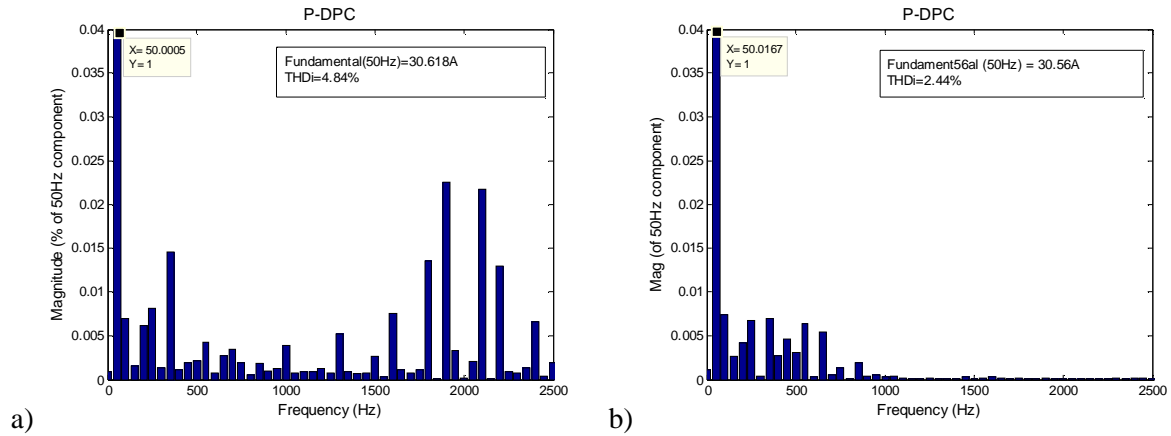 P-DPC
0.04
0.035
0.03
0.025
0.02
0.015
0.01
0.005
0
Magnitude (% of 50Hz component)
X= 50.0005
Y= 1
Fundamental(50Hz)=30.618A
THDi=4.84%
0 500 1000 1500 2000 2500
Frequency (Hz)
a)
P-DPC
0.04
0.035
0.03
0.025
0.02
0.015
0.01
0.005
0
Mag (of 50Hz component)
X= 50.0167
Y= 1
Fundament56al (50Hz) = 30.56A
THDi=2.44%
0 500 1000 1500 2000 2500
Frequency (Hz)
b)